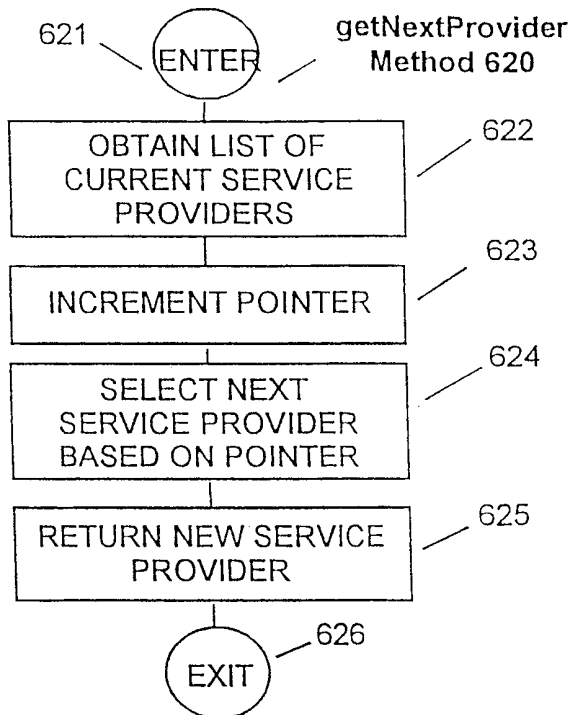 621
ENTER
getNextProvider
Method 620
OBTAIN LIST OF
CURRENT SERVICE
PROVIDERS
622
INCREMENT POINTER
623
SELECT NEXT
SERVICE PROVIDER
BASED ON POINTER
624
RETURN NEW SERVICE
PROVIDER
625
EXIT
626